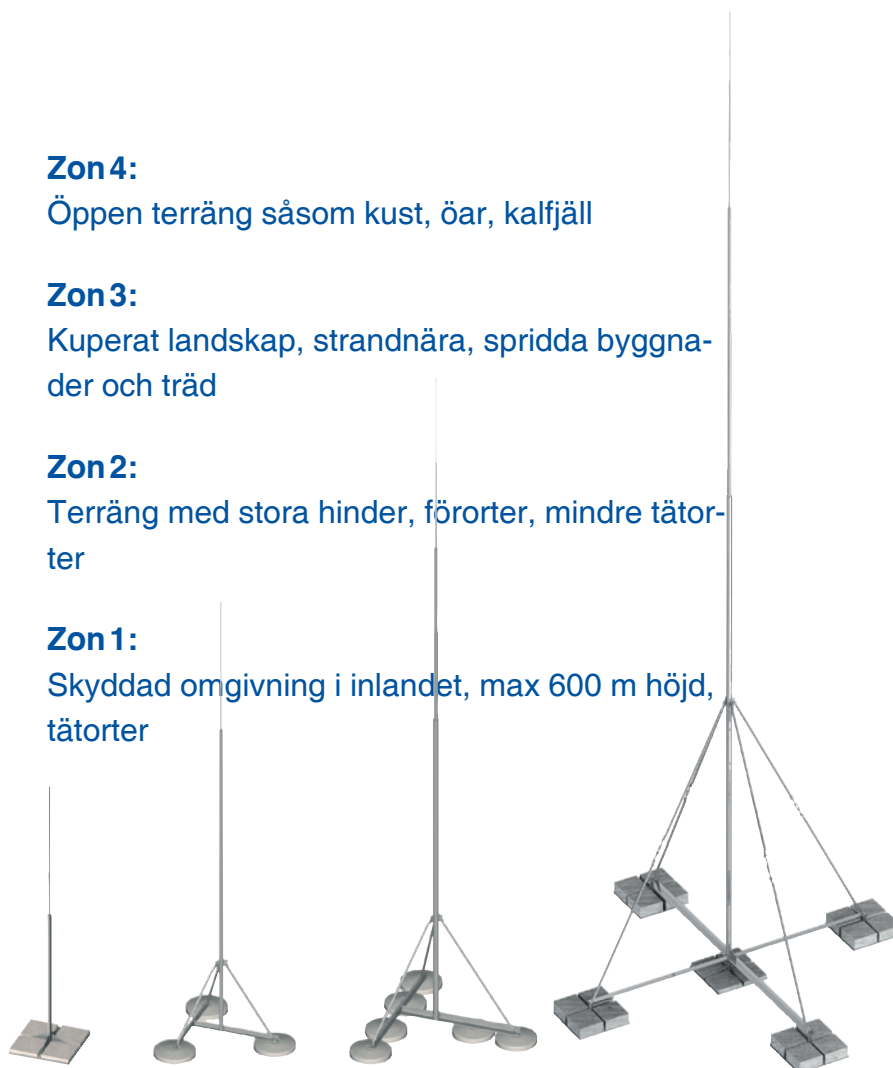 Zon 4:
Öppen terräng såsom kust, öar, kalfjäll
Zon 3:
Kuperat landskap, strandnära, spridda byggna-
der och träd
Zon 2:
Terräng med stora hinder, förorter, mindre tätor-
ter
Zon 1:
Skyddad omgivning i inlandet, max 600 m höjd,
tätorter